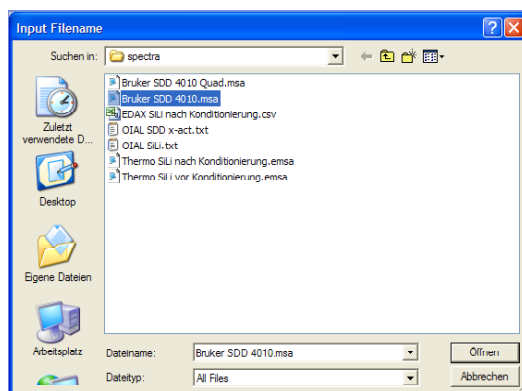 Input Filename
Suchen in:
spectra
Zuletzt
verwendete D...
Desktop
Eigene Dateien
Arbeitsplatz
Bruker SDD 4010 Quad.msa
Bruker SDD 4010.msa
EDAX SiLi nach Konditionierung.csv
OIAL SDD x-act.txt
OIAL SiLi.txt
Thermo SiLi nach Konditionierung.emsa
Thermo SiLi vor Konditionierung.emsa
Dateiname:
Bruker SDD 4010.msa
Öffnen
Dateityp:
All Files
Abbrechen